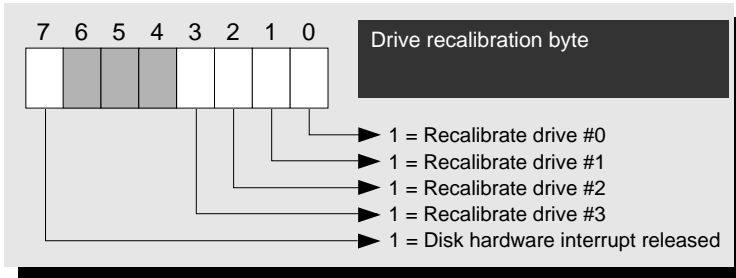 7 6 5 4 3 2 1 0
Drive recalibration byte
1 = Recalibrate drive #0
1 = Recalibrate drive #1
1 = Recalibrate drive #2
1 = Recalibrate drive #3
1 = Disk hardware interrupt released